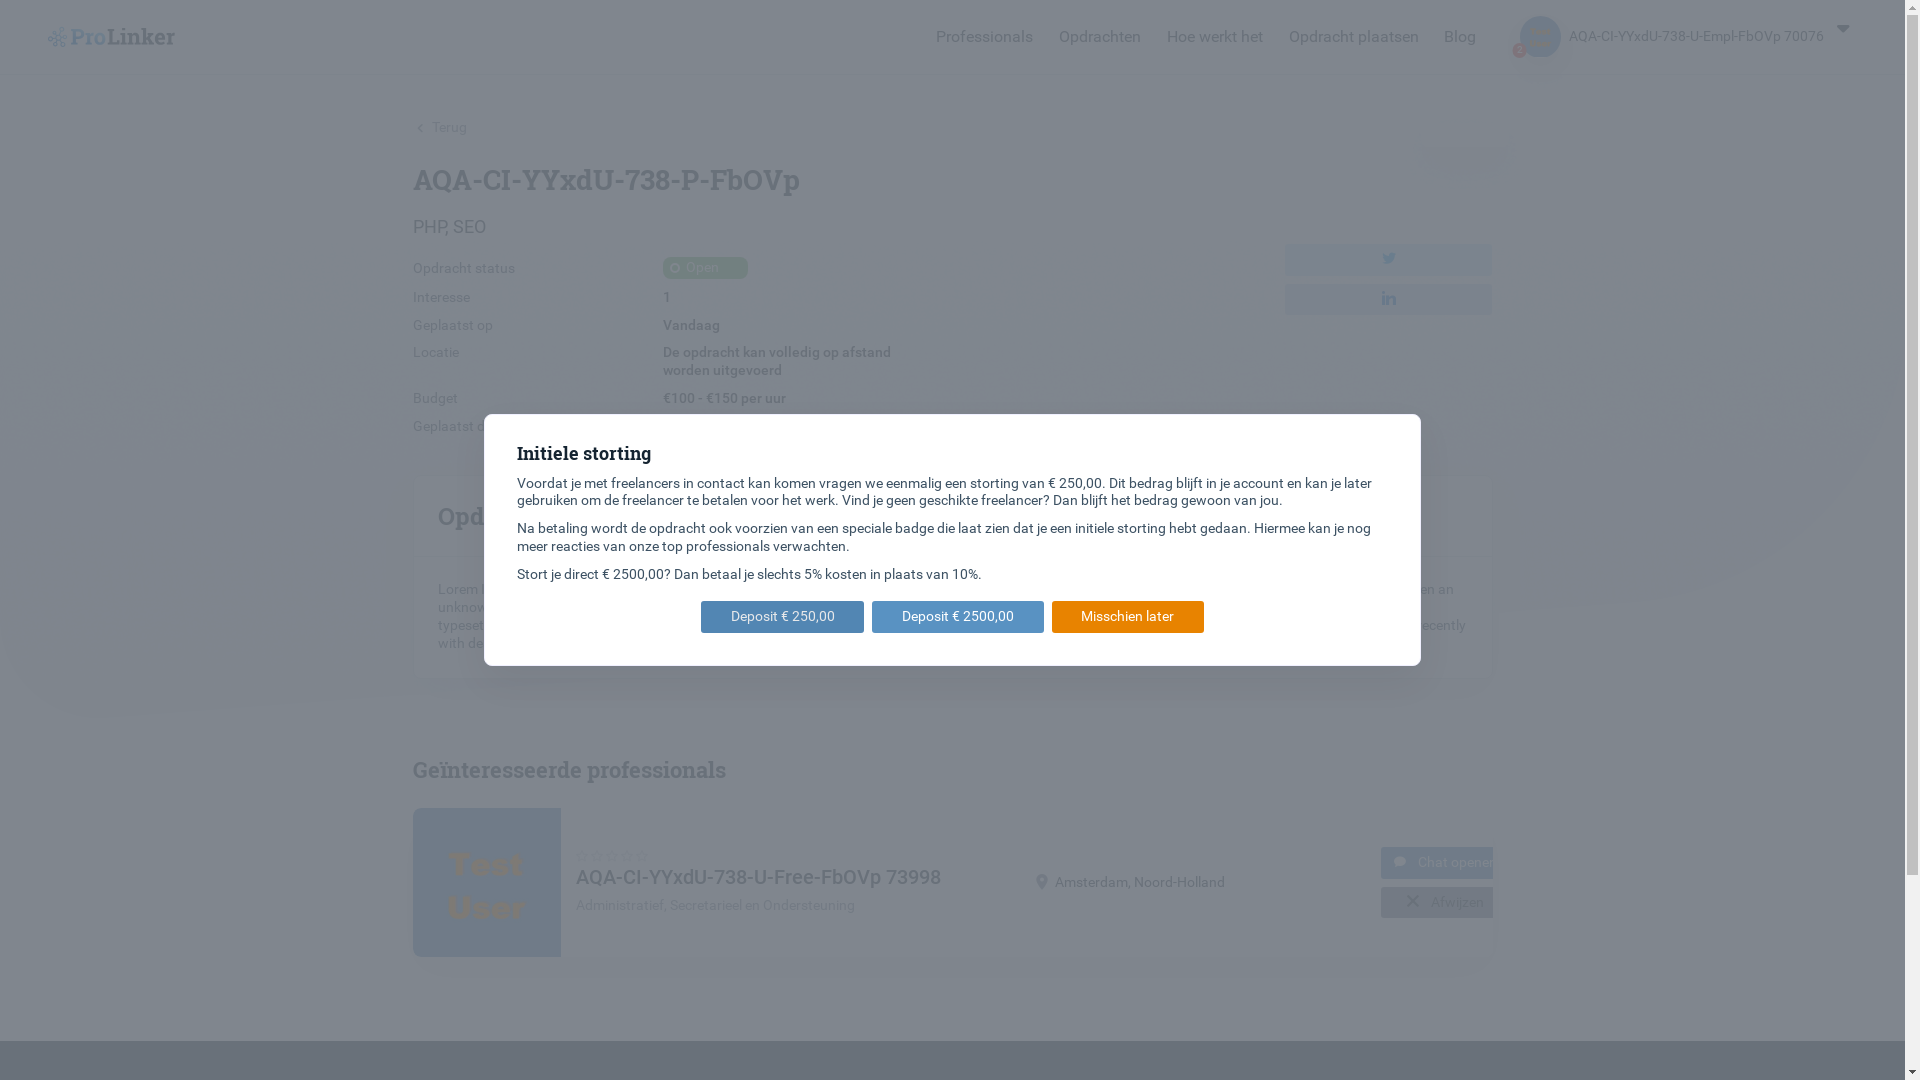 ProLinker
Professionals Opdrachten Hoe werkt het Opdracht plaatsen Blog AQA-CI-YYxdU-738-U-Empl-FbOVp 70076
Terug
AQA-CI-YYxdU-738-P-FbOVp
PHP, SEO
Opdracht status Open
Interesse 1
Geplaatst op Vandaag
Locatie De opdracht kan volledig op afstand
worden uitgevoerd
Budget €100 - €150 per uur
Geplaatst
Initiele storting
Voordat je met freelancers in contact kan komen vragen we eenmalig een storting van € 250,00. Dit bedrag blijft in je account en kan je later
gebruiken om de freelancer te betalen voor het werk. Vind je geen geschikte freelancer? Dan blijft het bedrag gewoon van jou.
Na betaling wordt de opdracht ook voorzien van een speciale badge die laat zien dat je een initiele storting hebt gedaan. Hiermee kan je nog
meer reacties van onze top professionals verwachten.
Stort je direct € 2500,00? Dan betaal je slechts 5% kosten in plaats van 10%.
Deposit € 250,00 Deposit € 2500,00 Misschien later
Opd
Lorem en an
unknow
typeset ecently
with de
Geïnteresseerde professionals
Test
User
AQA-CI-YYxdU-738-U-Free-FbOVp 73998
Administratief, Secretarieel en Ondersteuning
Amsterdam, Noord-Holland
Chat openen
Afwijzen